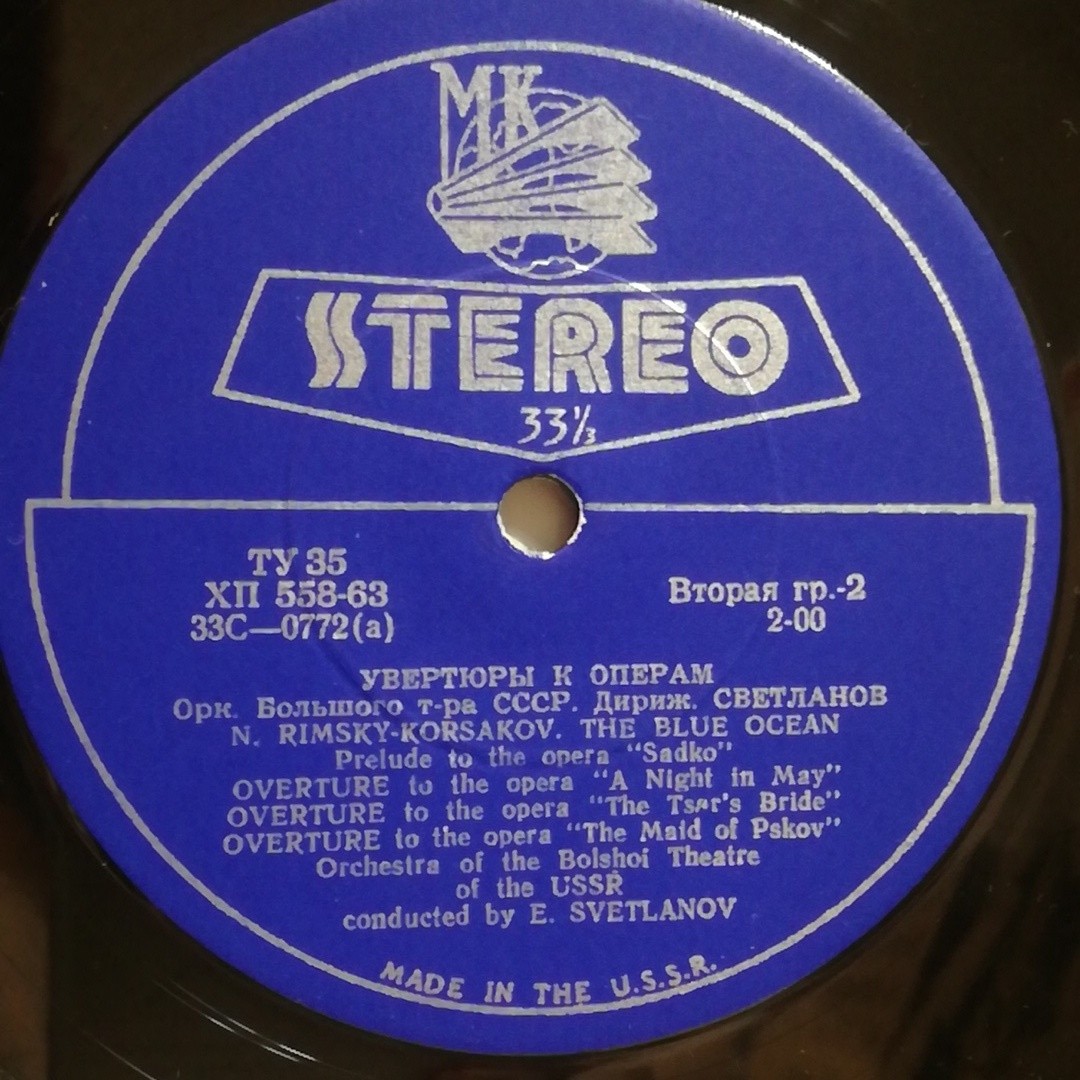 МК
STEREO
33⅓
ТУ 35
ХП 558-63
33С—0772(а)
Вторая гр.-2
2-00
УВЕРТЮРЫ К ОПЕРАМ
Орк. Большого т-ра СССР. Дириж. СВЕТЛАНОВ
N. RIMSKY-KORSAKOV. THE BLUE OCEAN
Prelude to the opera “Sadko”
OVERTURE to the opera “A Night in May”
OVERTURE to the opera “The Tsar's Bride”
OVERTURE to the opera “The Maid of Pskov”
Orchestra of the Bolshoi Theatre
of the USSR
conducted by E. SVETLANOV
MADE IN THE U.S.S.R.